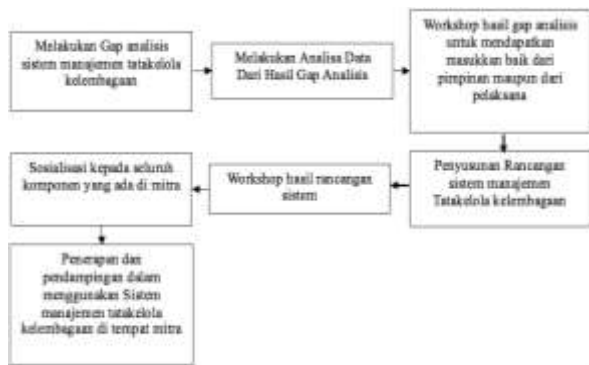 Melakukan Gap analisis
sistem manajemen tatakelola
kelembagaan
Melakukan Analisa Data
Dari Hasil Gap Analisis
Workshop hasil gap analisis
untuk mendapatkan
masukkan baik dari
pimpinan maupun dari
pelaksana
Penyusunan Rancangan
sistem manajemen
Tatakelola kelembagaan
Workshop hasil rancangan
sistem
Sosialisasi kepada seluruh
komponen yang ada di mitra
Penerapan dan
pendampingan dalam
menggunakan Sistem
manajemen tatakelola
kelembagaan di tempat mitra